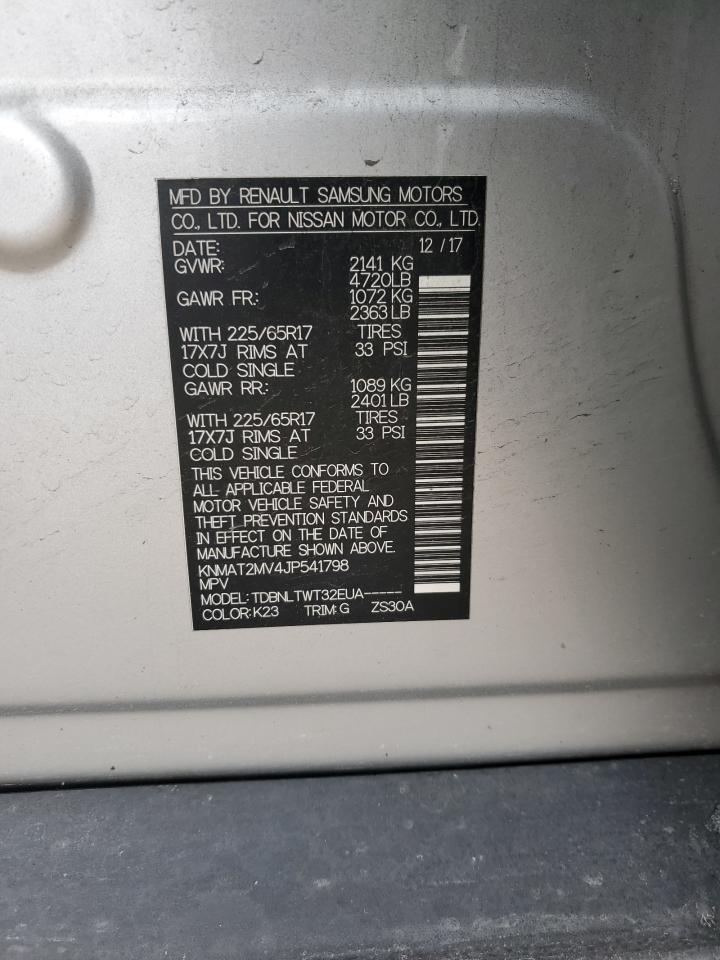 MFD BY RENAULT SAMSUNG MOTORS
CO., LTD. FOR NISSAN MOTOR CO., LTD.
DATE: 12 / 17
GVWR: 2141 KG
4720LB
GAWR FR.: 1072 KG
2363 LB
WITH 225/65R17 TIRES
17X7J RIMS AT 33 PSI
COLD SINGLE
GAWR RR.: 1089 KG
2401 LB
WITH 225/65R17 TIRES
17X7J RIMS AT 33 PSI
COLD SINGLE
THIS VEHICLE CONFORMS TO
ALL APPLICABLE FEDERAL
MOTOR VEHICLE SAFETY AND
THEFT PREVENTION STANDARDS
IN EFFECT ON THE DATE OF
MANUFACTURE SHOWN ABOVE.
KNMAT2MV4JP541798
MPV
MODEL: TDBNLTWT32EUA-----
COLOR:K23 TRIM:G ZS30A